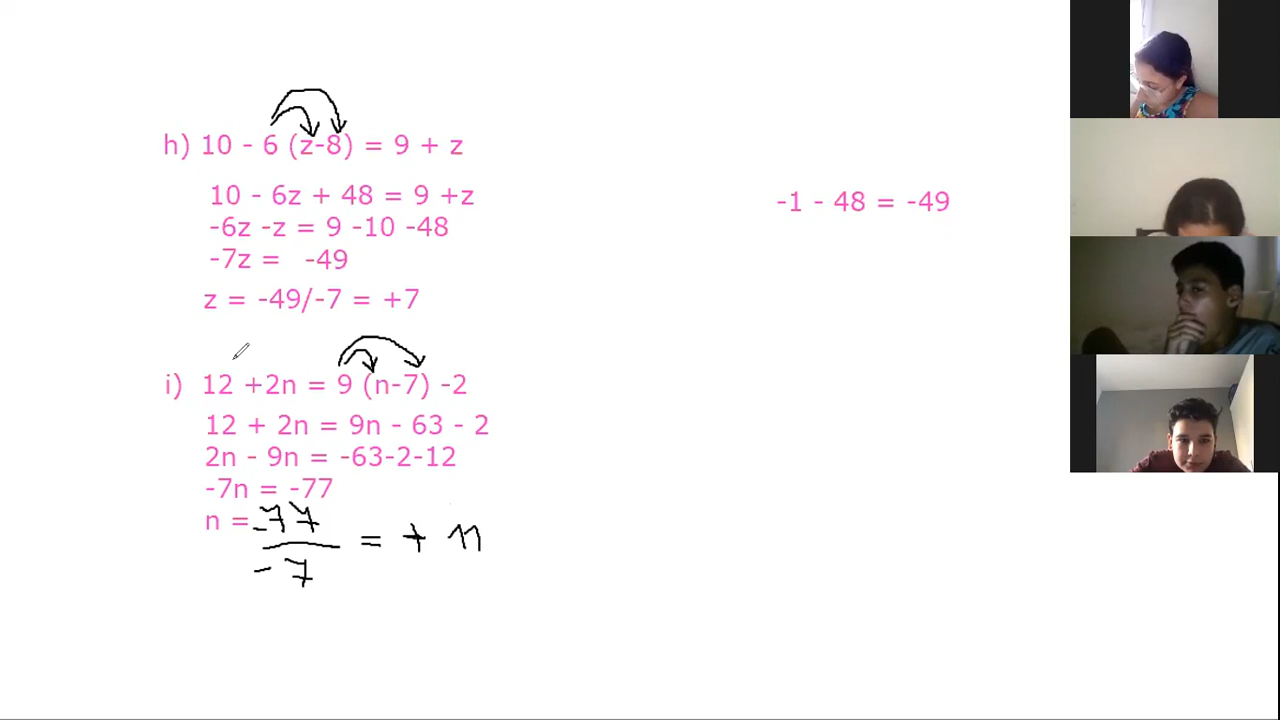 h) 10 - 6 (z-8) = 9 + z
10 - 6z + 48 = 9 +z
-6z -z = 9 -10 -48
-7z = -49
z = -49/-7 = +7
-1 - 48 = -49
i) 12 +2n = 9 (n-7) -2
12 + 2n = 9n - 63 - 2
2n - 9n = -63-2-12
-7n = -77
n = -77
= + 11
-7